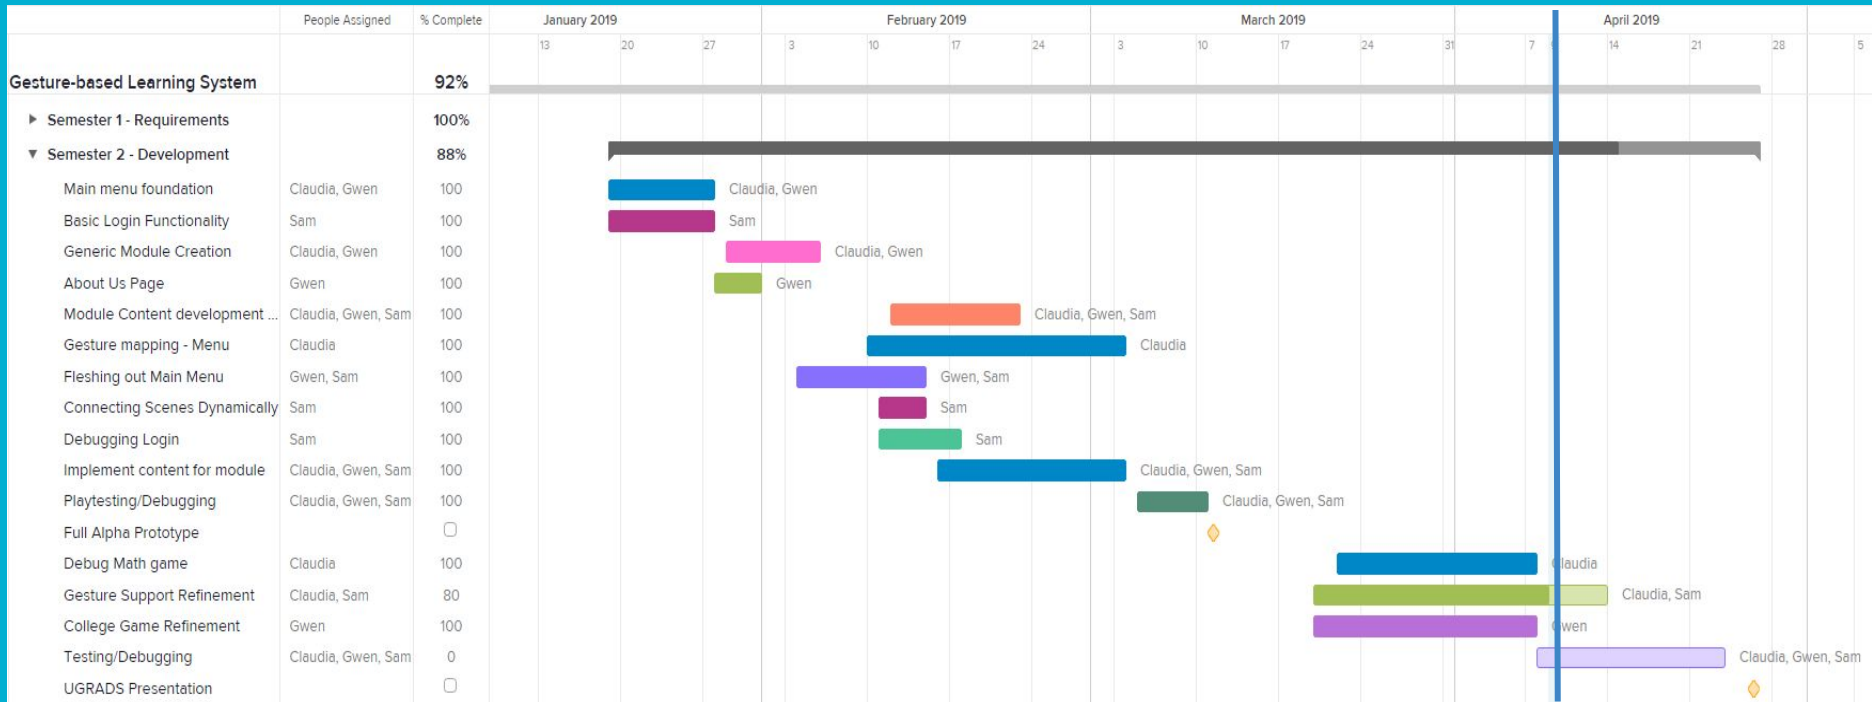 People Assigned % Complete January 2019 February 2019 March 2019 April 2019
13 20 27 3 10 17 24 3 10 17 24 31 7 14 21 28 5
Gesture-based Learning System 92%
Semester 1 - Requirements 100%
Semester 2 - Development 88%
Main menu foundation Claudia, Gwen 100 Claudia, Gwen
Basic Login Functionality Sam 100 Sam
Generic Module Creation Claudia, Gwen 100 Claudia, Gwen
About Us Page Gwen 100 Gwen
Module Content development ... Claudia, Gwen, Sam 100 Claudia, Gwen, Sam
Gesture mapping - Menu Claudia 100 Claudia
Fleshing out Main Menu Gwen, Sam 100 Gwen, Sam
Connecting Scenes Dynamically Sam 100 Sam
Debugging Login Sam 100 Sam
Implement content for module Claudia, Gwen, Sam 100 Claudia, Gwen, Sam
Playtesting/Debugging Claudia, Gwen, Sam 100 Claudia, Gwen, Sam
Full Alpha Prototype
Debug Math game Claudia 100 Claudia
Gesture Support Refinement Claudia, Sam 80 Claudia, Sam
College Game Refinement Gwen 100 Gwen
Testing/Debugging Claudia, Gwen, Sam 0 Claudia, Gwen, Sam
UGRADS Presentation